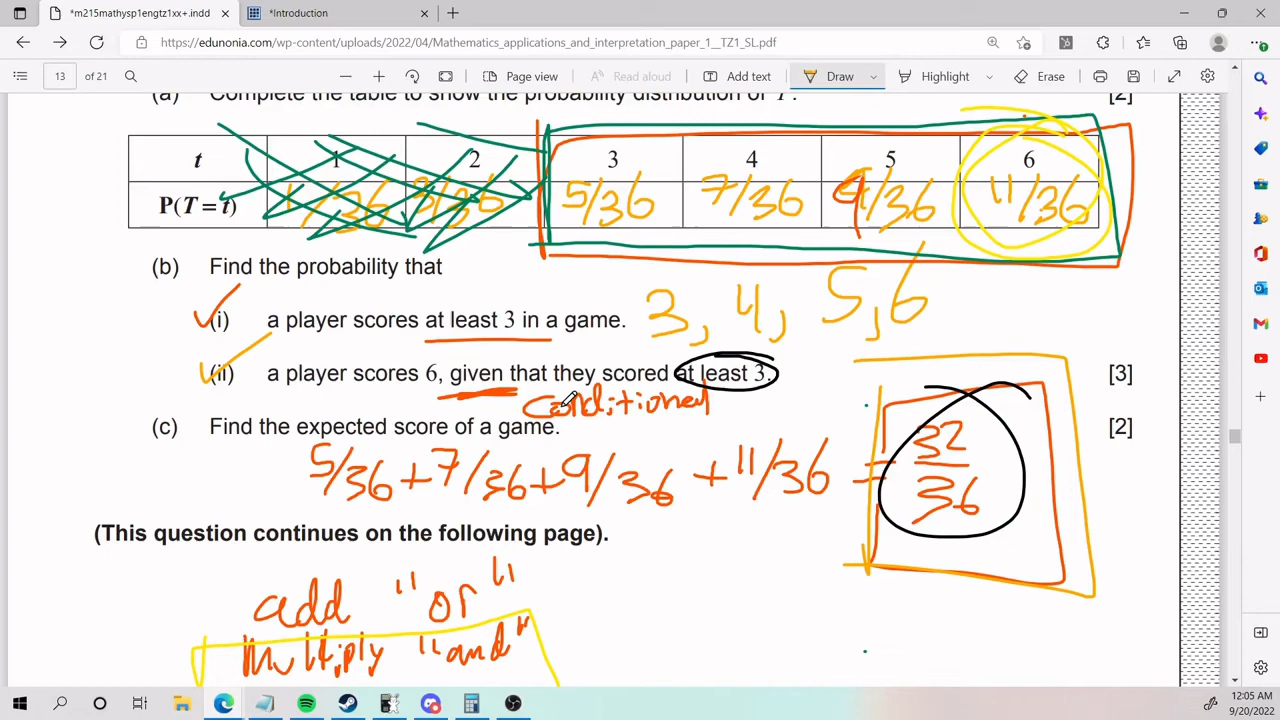 *m215mathysp1engtz1xx+.indd
*Introduction
https://edunonia.com/wp-content/uploads/2022/04/Mathematics_applications_and_interpretation_paper_1__TZ1_SL.pdf
13 of 21 Page view Read aloud Add text Draw Highlight Erase
(a) Complete the table to show the probability distribution of T. [2]
t 1 2 3 4 5 6
P(T = t) 1/36 3/36 5/36 7/36 9/36 11/36
(b) Find the probability that
(i) a player scores at least 3 in a game. 3, 4, 5, 6
(ii) a player scores 6, given that they scored at least 3. [3]
conditioned
(c) Find the expected score of a game. [2]
5/36 + 7/36 + 9/36 + 11/36 = 32/36
(This question continues on the following page).
add "or"
Multiply "and"
12:05 AM
9/20/2022